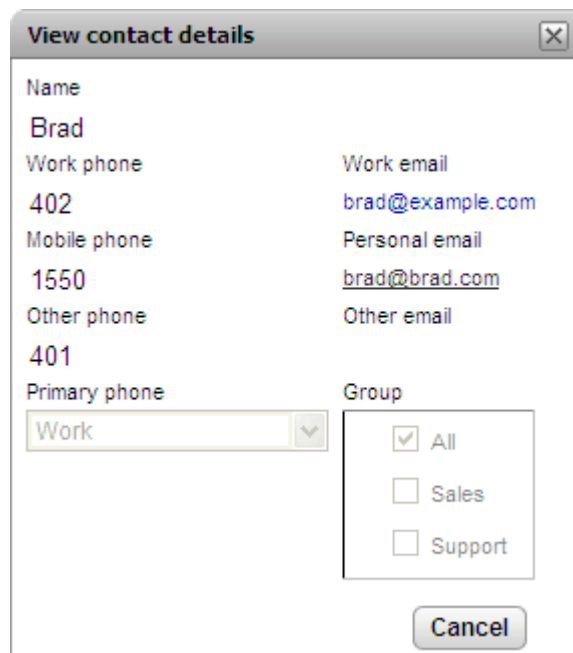 View contact details
Name
Brad
Work phone
Work email
402
brad@example.com
Mobile phone
Personal email
1550
brad@brad.com
Other phone
Other email
401
Primary phone
Group
Work
All
Sales
Support
Cancel